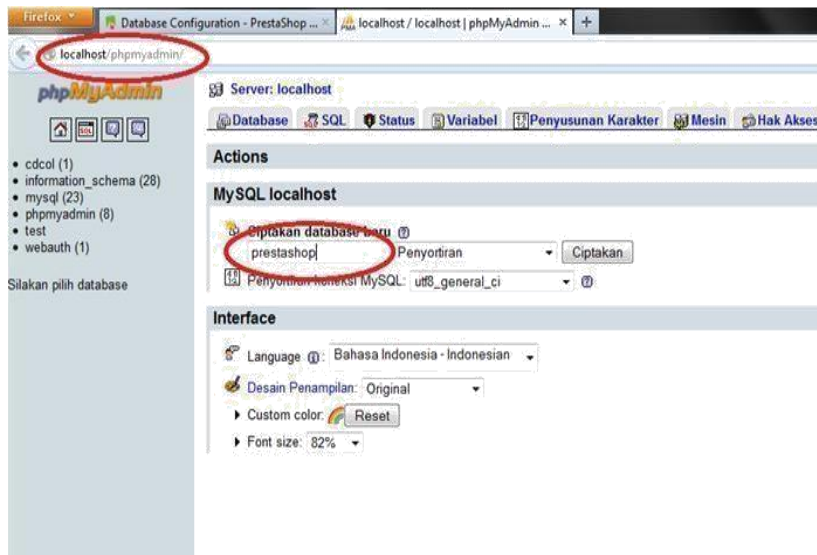 Firefox
Database Configuration - PrestaShop ... ×
PMA localhost / localhost | phpMyAdmin ... × +
localhost/phpmyadmin/
phpMyAdmin
SQL
cdcol (1)
information_schema (28)
mysql (23)
phpmyadmin (8)
test
webauth (1)
Silakan pilih database
Server: localhost
Database SQL Status Variabel Penyusunan Karakter Mesin Hak Akses
Actions
MySQL localhost
Ciptakan database baru
prestashop Penyortiran Ciptakan
Penyortiran koneksi MySQL: utf8_general_ci
Interface
Language : Bahasa Indonesia - Indonesian
Desain Penampilan: Original
Custom color: Reset
Font size: 82%